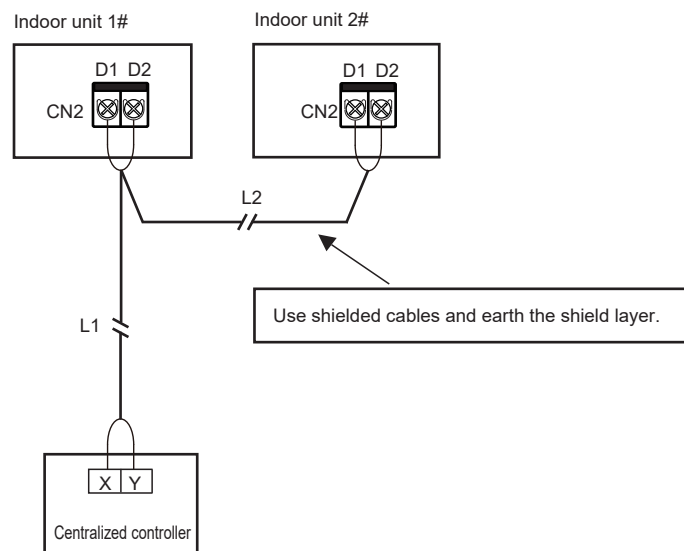 Indoor unit 1#
Indoor unit 2#
D1 D2
CN2
D1 D2
CN2
L2
Use shielded cables and earth the shield layer.
L1
X Y
Centralized controller